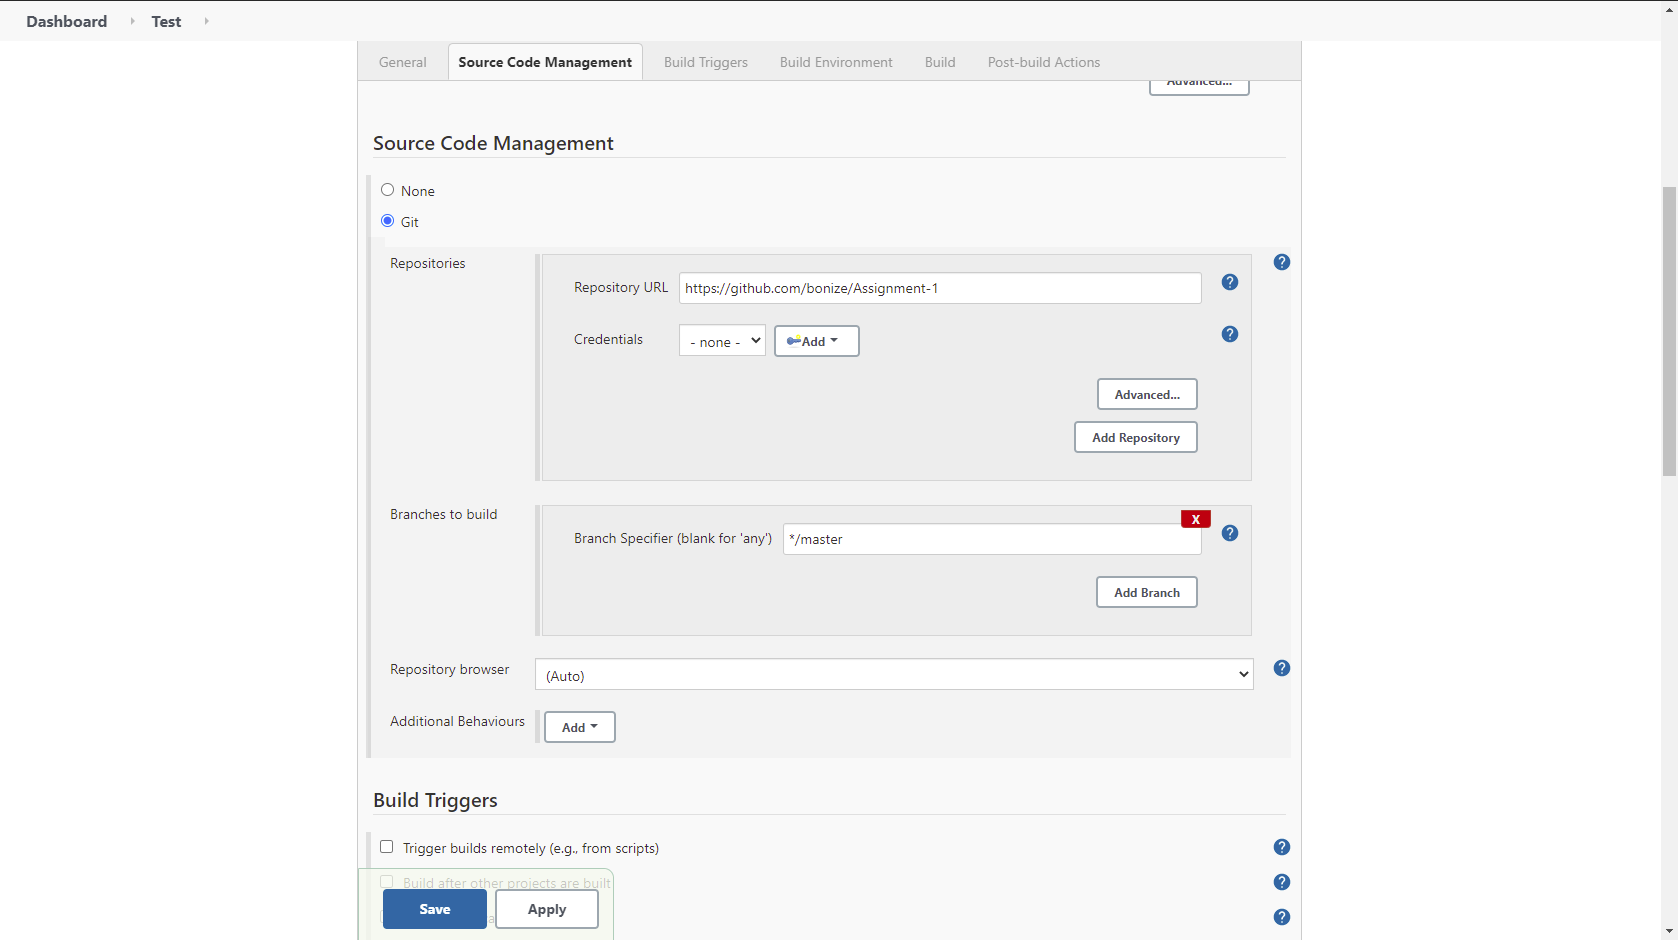 Dashboard Test
General Source Code Management Build Triggers Build Environment Build Post-build Actions
Advanced...
Source Code Management
None
Git
Repositories
?
Repository URL https://github.com/bonize/Assignment-1 ?
Credentials - none - Add ?
Advanced...
Add Repository
Branches to build
X
Branch Specifier (blank for 'any') */master ?
Add Branch
Repository browser (Auto) ?
Additional Behaviours Add
Build Triggers
Trigger builds remotely (e.g., from scripts) ?
Build after other projects are built ?
Save Apply ?